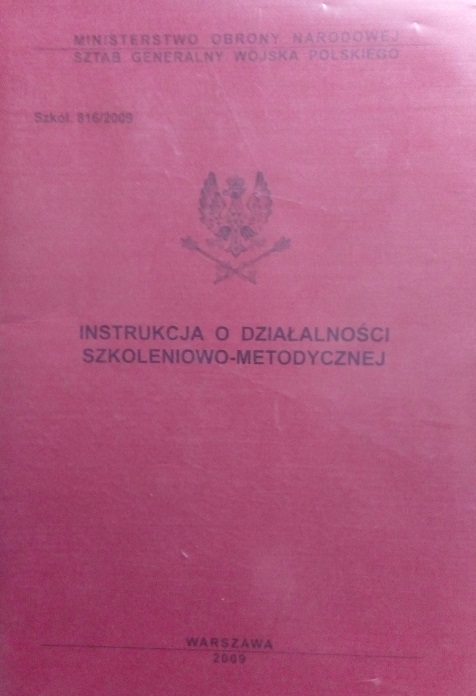 MINISTERSTWO OBRONY NARODOWEJ
SZTAB GENERALNY WOJSKA POLSKIEGO
Szkol. 816/2009
INSTRUKCJA O DZIAŁALNOŚCI
SZKOLENIOWO-METODYCZNEJ
WARSZAWA
2009